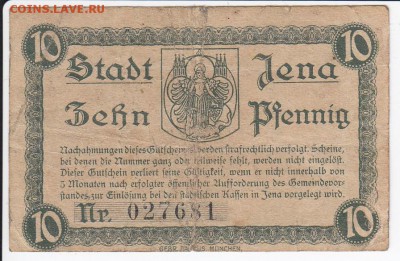 COINS.LAVE.RU
10 10
Stadt Jena
Zehn Pfennig
Nachahmungen dieses Gutscheins werden strafrechtlich verfolgt. Scheine,
bei denen die Nummer ganz oder teilweise fehlt, werden nicht eingelöst.
Dieser Gutschein verliert seine Gültigkeit, wenn er nicht innerhalb von
3 Monaten nach erfolgter öffentlicher Aufforderung des Gemeindevor-
standes zur Einlösung bei den städtischen Kassen in Jena vorgelegt wird.
Nr. 027681
10 10
GEBR. MÜNCHEN.